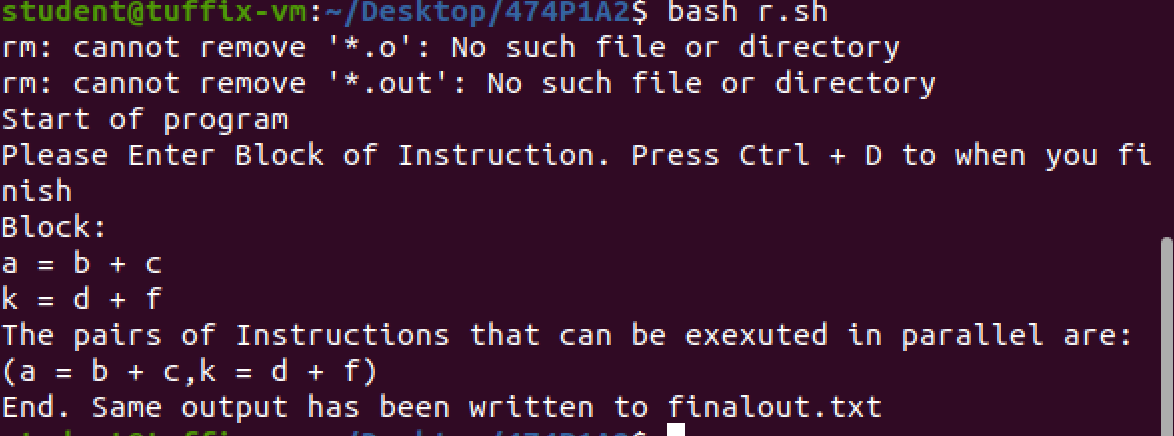 student@tuffix-vm:~/Desktop/474P1A2$ bash r.sh
rm: cannot remove '*.o': No such file or directory
rm: cannot remove '*.out': No such file or directory
Start of program
Please Enter Block of Instruction. Press Ctrl + D to when you fi
nish
Block:
a = b + c
k = d + f
The pairs of Instructions that can be exexuted in parallel are:
(a = b + c,k = d + f)
End. Same output has been written to finalout.txt